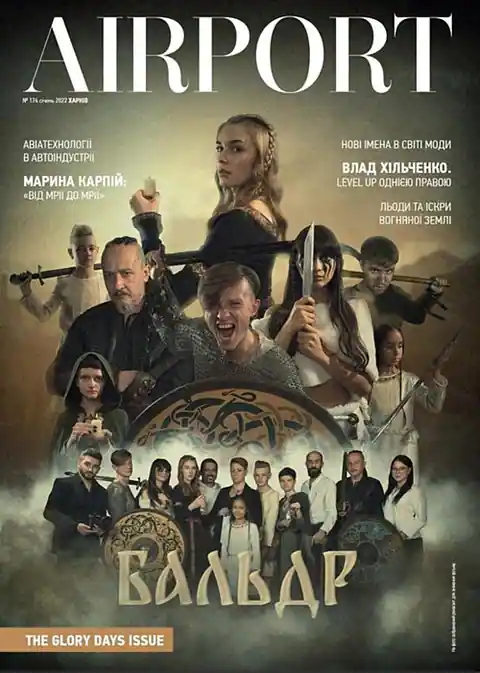 AIRPORT
№ 174 січень 2022 ХАРКІВ
АВІАТЕХНОЛОГІЇ
В АВТОІНДУСТРІЇ
МАРИНА КАРПІЙ:
«ВІД МРІЇ ДО МРІЇ»
НОВІ ІМЕНА В СВІТІ МОДИ
ВЛАД ХІЛЬЧЕНКО.
LEVEL UP ОДНІЄЮ ПРАВОЮ
ЛЬОДИ ТА ІСКРИ
ВОГНЯНОЇ ЗЕМЛІ
БАЛЬДР
THE GLORY DAYS ISSUE